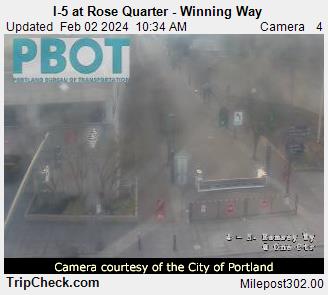 I-5 at Rose Quarter - Winning Way
Updated Feb 02 2024 10:34 AM Camera 4
PBOT
PORTLAND BUREAU OF TRANSPORTATION
Camera courtesy of the City of Portland
TripCheck.com Milepost302.00